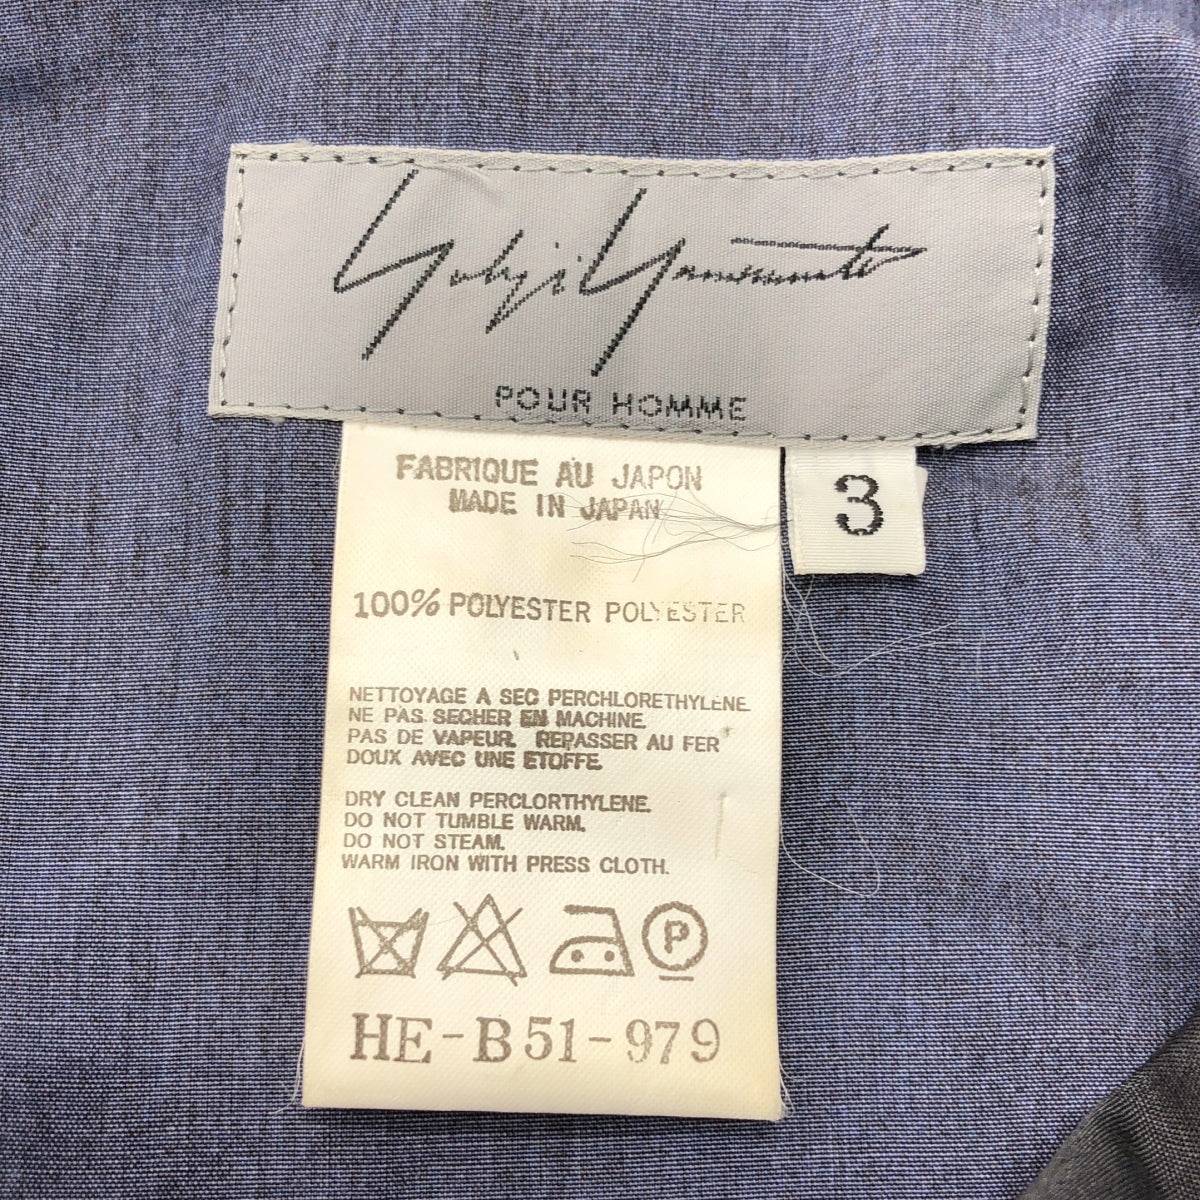 Yohji Yamamoto
POUR HOMME
FABRIQUE AU JAPON
MADE IN JAPAN
3
100% POLYESTER POLYESTER
NETTOYAGE A SEC PERCHLORETHYLENE.
NE PAS SECHER EN MACHINE.
PAS DE VAPEUR. REPASSER AU FER
DOUX AVEC UNE ETOFFE.
DRY CLEAN PERCLORTHYLENE.
DO NOT TUMBLE WARM.
DO NOT STEAM.
WARM IRON WITH PRESS CLOTH.
P
HE-B51-979